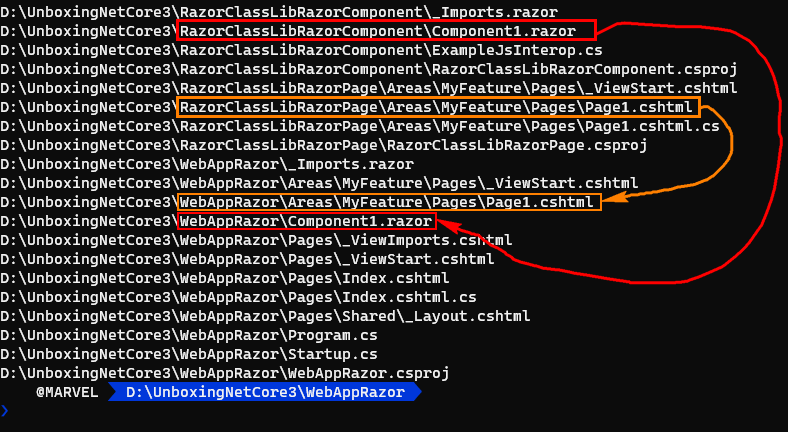 D:\UnboxingNetCore3\RazorClassLibRazorComponent\_Imports.razor
D:\UnboxingNetCore3\RazorClassLibRazorComponent\Component1.razor
D:\UnboxingNetCore3\RazorClassLibRazorComponent\ExampleJsInterop.cs
D:\UnboxingNetCore3\RazorClassLibRazorComponent\RazorClassLibRazorComponent.csproj
D:\UnboxingNetCore3\RazorClassLibRazorPage\Areas\MyFeature\Pages\_ViewStart.cshtml
D:\UnboxingNetCore3\RazorClassLibRazorPage\Areas\MyFeature\Pages\Page1.cshtml
D:\UnboxingNetCore3\RazorClassLibRazorPage\Areas\MyFeature\Pages\Page1.cshtml.cs
D:\UnboxingNetCore3\RazorClassLibRazorPage\RazorClassLibRazorPage.csproj
D:\UnboxingNetCore3\WebAppRazor\_Imports.razor
D:\UnboxingNetCore3\WebAppRazor\Areas\MyFeature\Pages\_ViewStart.cshtml
D:\UnboxingNetCore3\WebAppRazor\Areas\MyFeature\Pages\Page1.cshtml
D:\UnboxingNetCore3\WebAppRazor\Component1.razor
D:\UnboxingNetCore3\WebAppRazor\Pages\_ViewImports.cshtml
D:\UnboxingNetCore3\WebAppRazor\Pages\_ViewStart.cshtml
D:\UnboxingNetCore3\WebAppRazor\Pages\Index.cshtml
D:\UnboxingNetCore3\WebAppRazor\Pages\Index.cshtml.cs
D:\UnboxingNetCore3\WebAppRazor\Pages\Shared\_Layout.cshtml
D:\UnboxingNetCore3\WebAppRazor\Program.cs
D:\UnboxingNetCore3\WebAppRazor\Startup.cs
D:\UnboxingNetCore3\WebAppRazor\WebAppRazor.csproj
@MARVEL D:\UnboxingNetCore3\WebAppRazor
❯